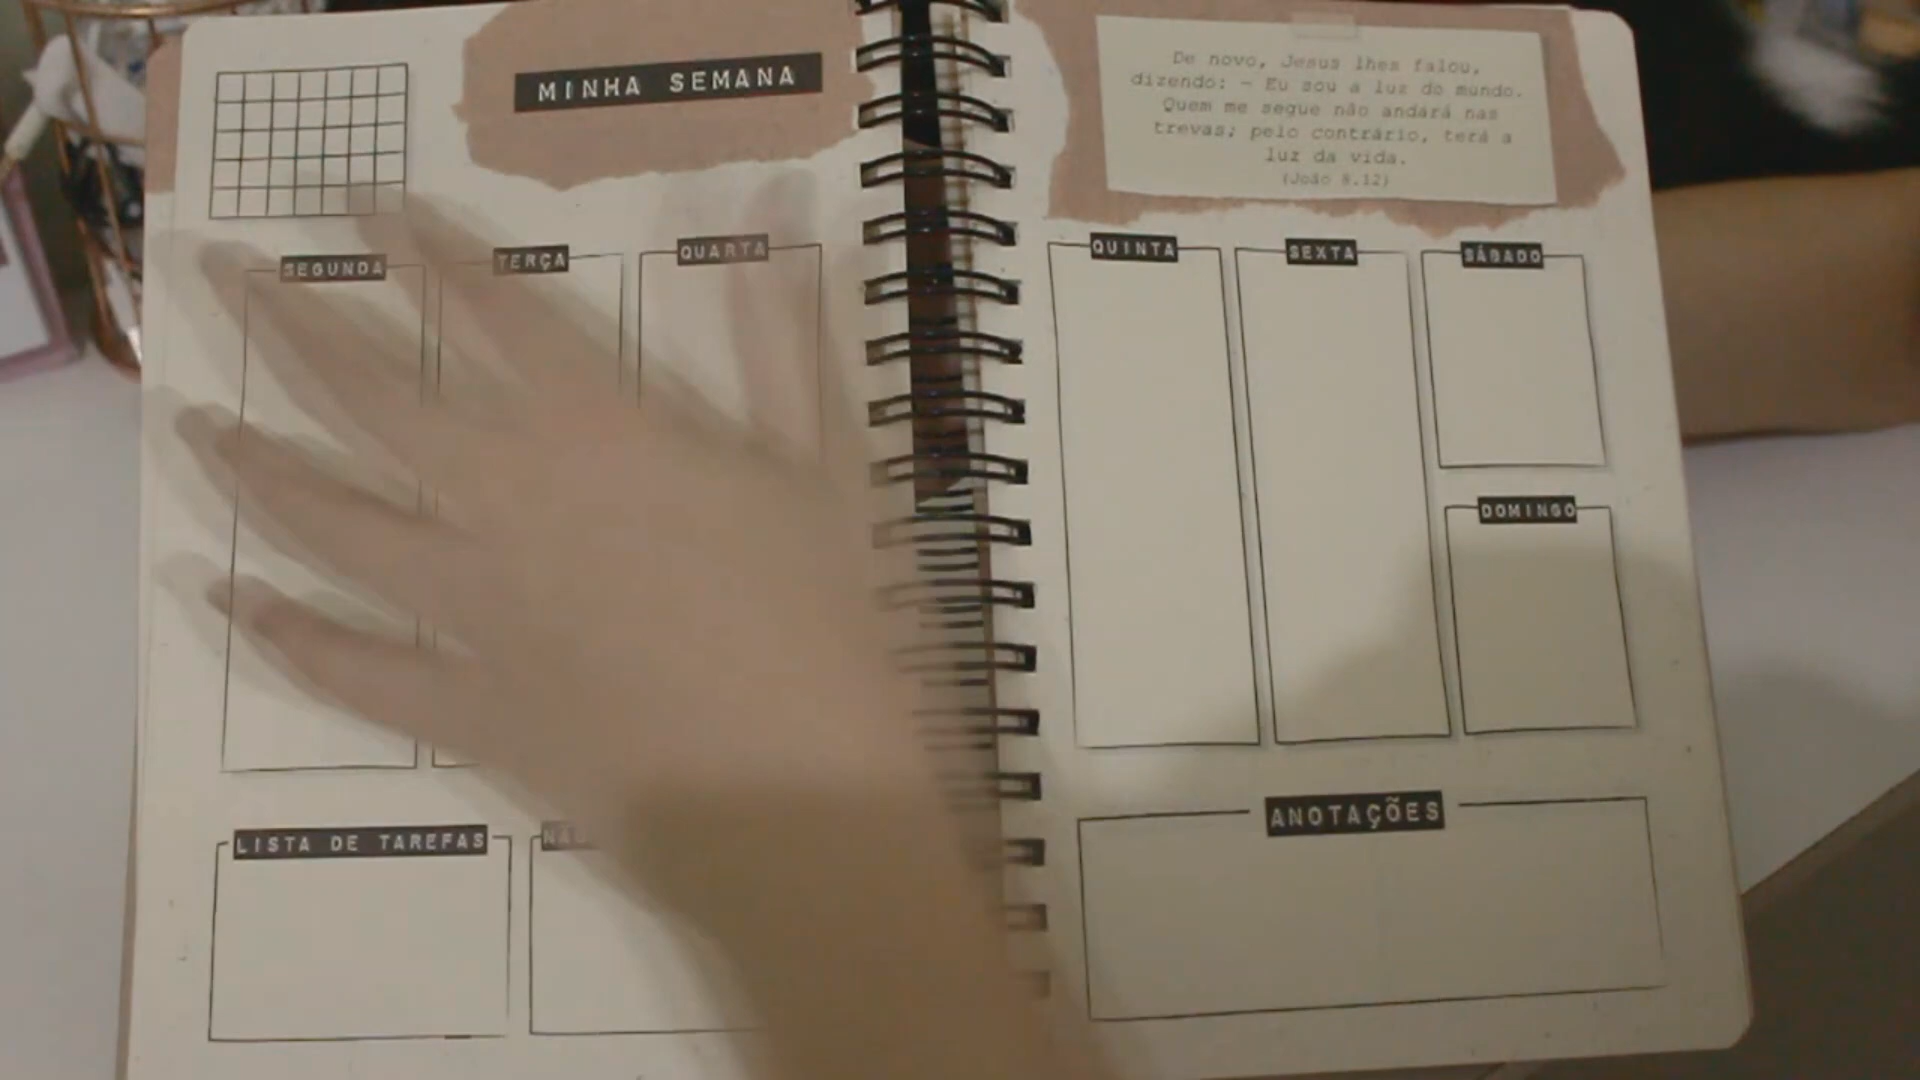 MINHA SEMANA
SEGUNDA
TERÇA
QUARTA
LISTA DE TAREFAS
De novo, Jesus lhes falou,
dizendo: — Eu sou a luz do mundo.
Quem me segue não andará nas
trevas; pelo contrário, terá a
luz da vida.
(João 8.12)
QUINTA
SEXTA
SÁBADO
DOMINGO
ANOTAÇÕES